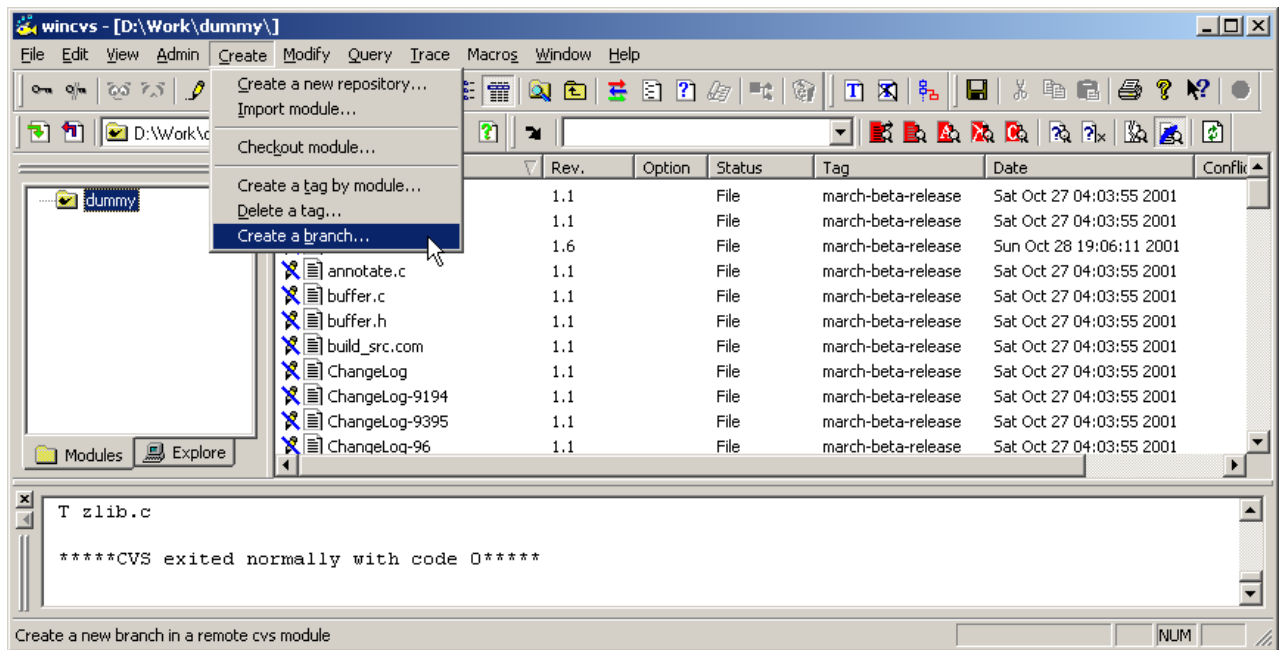 wincvs - [D:\Work\dummy\]
File Edit View Admin Create Modify Query Trace Macros Window Help
Create a new repository...
Import module...
Checkout module...
Create a tag by module...
Delete a tag...
Create a branch...
D:\Work\
Rev. Option Status Tag Date
dummy
1.1 File march-beta-release Sat Oct 27 04:03:55 2001
1.1 File march-beta-release Sat Oct 27 04:03:55 2001
1.6 File march-beta-release Sun Oct 28 19:06:11 2001
annotate.c 1.1 File march-beta-release Sat Oct 27 04:03:55 2001
buffer.c 1.1 File march-beta-release Sat Oct 27 04:03:55 2001
buffer.h 1.1 File march-beta-release Sat Oct 27 04:03:55 2001
build_src.com 1.1 File march-beta-release Sat Oct 27 04:03:55 2001
ChangeLog 1.1 File march-beta-release Sat Oct 27 04:03:55 2001
ChangeLog-9194 1.1 File march-beta-release Sat Oct 27 04:03:55 2001
ChangeLog-9395 1.1 File march-beta-release Sat Oct 27 04:03:55 2001
ChangeLog-96 1.1 File march-beta-release Sat Oct 27 04:03:55 2001
Modules Explore
T zlib.c
*****CVS exited normally with code 0*****
Create a new branch in a remote cvs module NUM